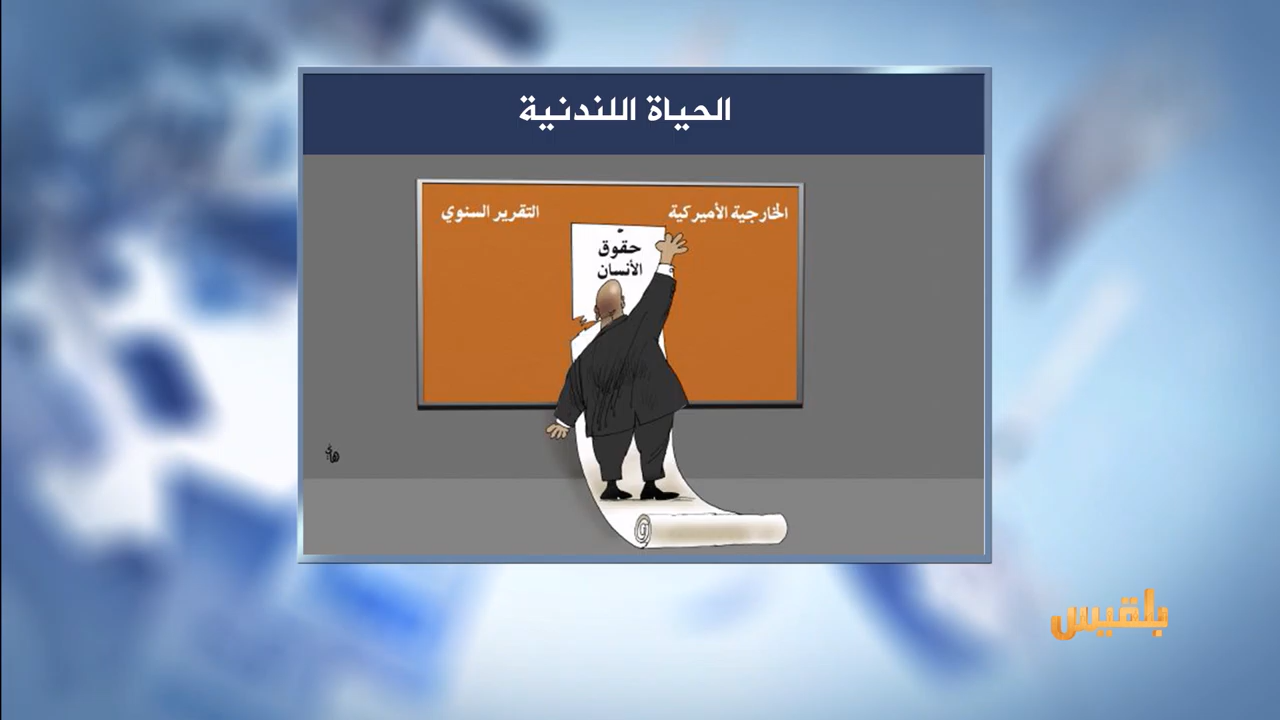 الحياة اللندنية
الخارجية الأميركية
التقرير السنوي
حقوق
الأنسان
بلقيس